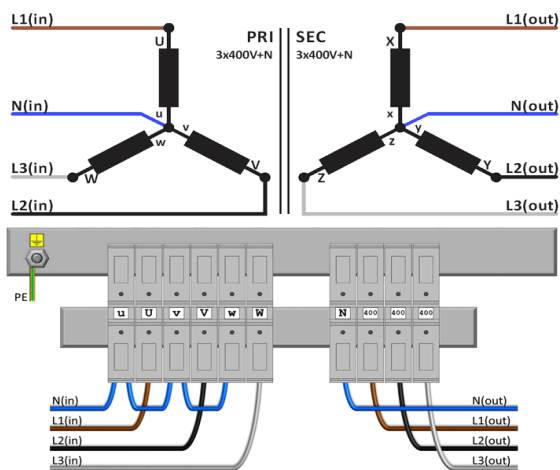 L1(in)
PRI
SEC
L1(out)
3x400V+N
3x400V+N
U
X
N(in)
N(out)
u
v
w
x
y
z
L3(in)
W
V
Z
Y
L2(out)
L2(in)
L3(out)
PE
u U v V w W
N 400 400 400
N(in)
N(out)
L1(in)
L1(out)
L2(in)
L2(out)
L3(in)
L3(out)